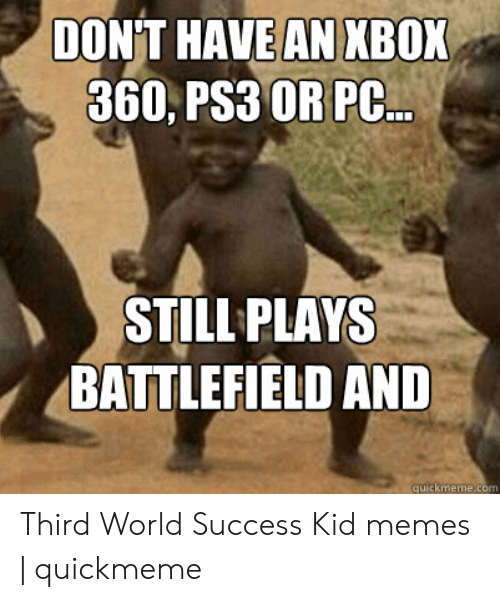 DON'T HAVE AN XBOX
360, PS3 OR PC...
STILL PLAYS
BATTLEFIELD AND
quickmeme.com
Third World Success Kid memes
| quickmeme